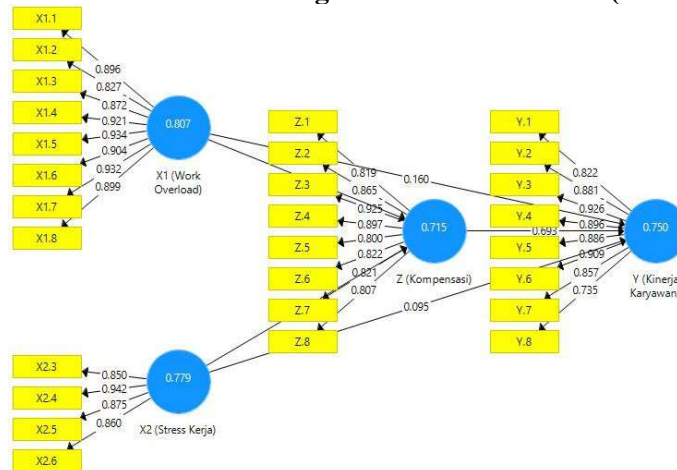 X1.1
X1.2
X1.3
X1.4
X1.5
X1.6
X1.7
X1.8
0.896
0.827
0.872
0.921
0.934
0.904
0.932
0.899
0.807
X1 (Work
Overload)
Z.1
Z.2
Z.3
Z.4
Z.5
Z.6
Z.7
Z.8
0.819
0.865
0.925
0.897
0.800
0.822
0.821
0.807
0.715
Z (Kompensasi)
0.160
0.693
0.095
Y.1
Y.2
Y.3
Y.4
Y.5
Y.6
Y.7
Y.8
0.822
0.881
0.926
0.896
0.886
0.909
0.857
0.735
0.750
Y (Kinerja
Karyawan
X2.3
X2.4
X2.5
X2.6
0.850
0.942
0.875
0.860
0.779
X2 (Stress Kerja)